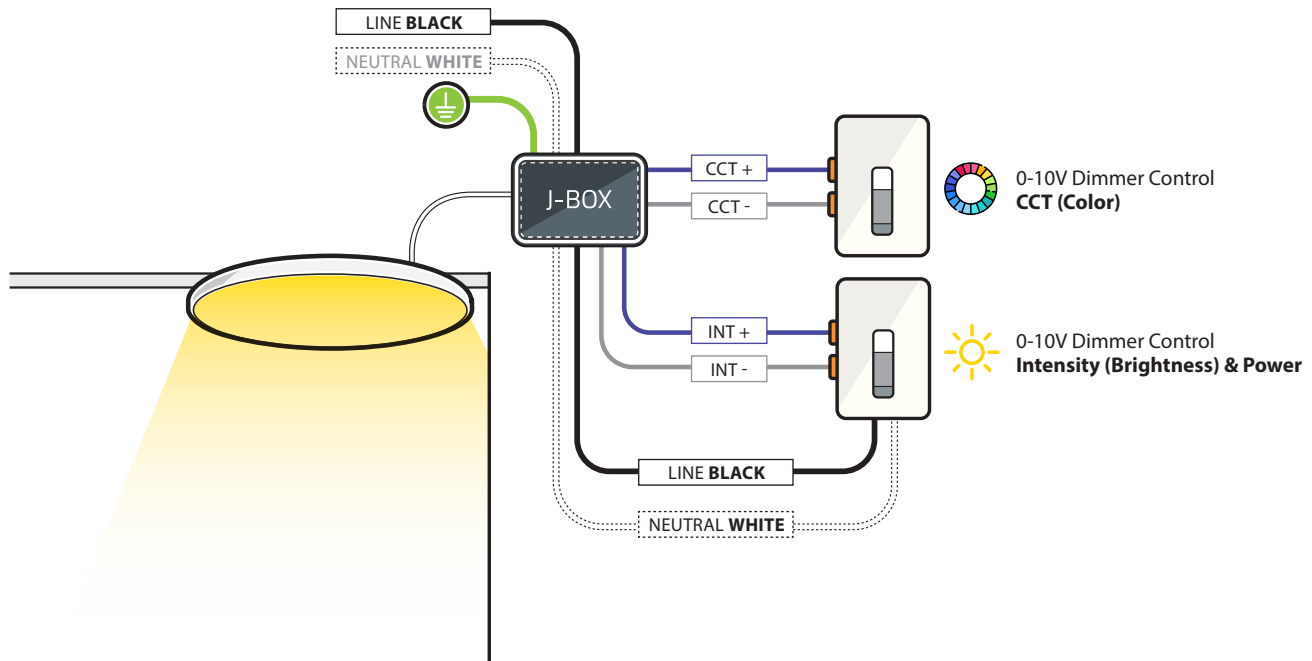 LINE BLACK
NEUTRAL WHITE
J-BOX
CCT +
CCT -
0-10V Dimmer Control
CCT (Color)
INT +
INT -
0-10V Dimmer Control
Intensity (Brightness) & Power
LINE BLACK
NEUTRAL WHITE